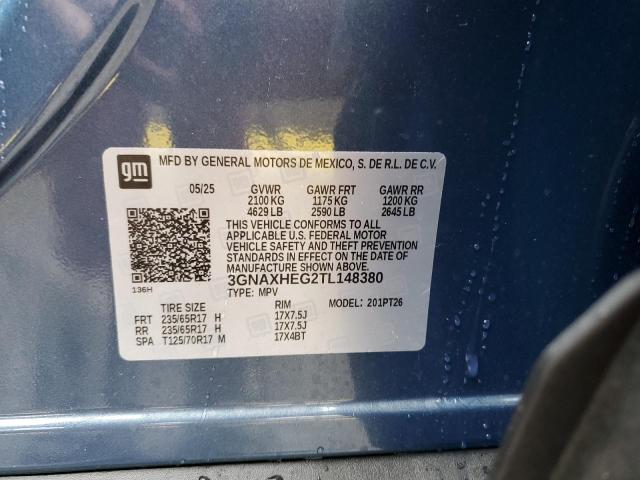 gm
MFD BY GENERAL MOTORS DE MEXICO, S. DE R.L. DE C.V.
05/25 GVWR GAWR FRT GAWR RR
2100 KG 1175 KG 1200 KG
4629 LB 2590 LB 2645 LB
THIS VEHICLE CONFORMS TO ALL
APPLICABLE U.S. FEDERAL MOTOR
VEHICLE SAFETY AND THEFT PREVENTION
STANDARDS IN EFFECT ON THE DATE OF
MANUFACTURE SHOWN ABOVE.
136H 3GNAXHEG2TL148380
TYPE: MPV MODEL: 201PT26
TIRE SIZE RIM
FRT 235/65R17 H 17X7.5J
RR 235/65R17 H 17X7.5J
SPA T125/70R17 M 17X4BT